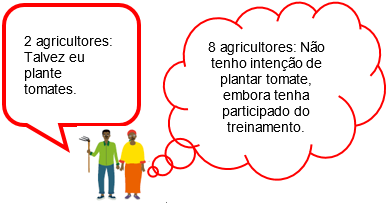 2 agricultores:
Talvez eu
plante
tomates.
8 agricultores: Não
tenho intenção de
plantar tomate,
embora tenha
participado do
treinamento.